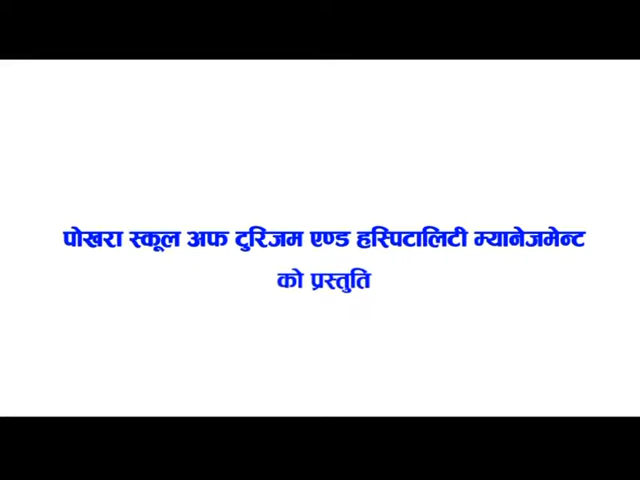 पोखरा स्कूल अफ टुरिजम एण्ड हस्पिटालिटी म्यानेजमेन्ट
को प्रस्तुति